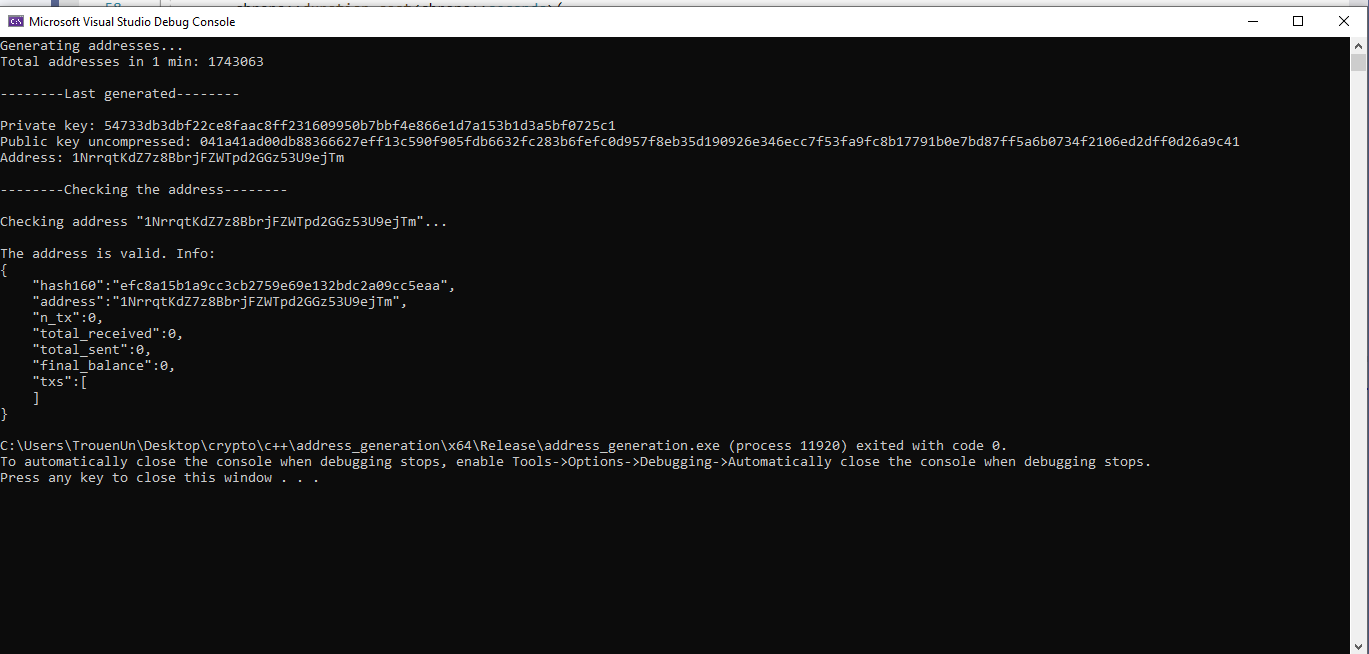 Microsoft Visual Studio Debug Console
Generating addresses...
Total addresses in 1 min: 1743063
--------Last generated--------
Private key: 54733db3dbf22ce8faac8ff231609950b7bbf4e866e1d7a153b1d3a5bf0725c1
Public key uncompressed: 041a41ad00db88366627eff13c590f905fdb6632fc283b6fefc0d957f8eb35d190926e346ecc7f53fa9fc8b17791b0e7bd87ff5a6b0734f2106ed2dff0d26a9c41
Address: 1NrrqtKdZ7z8BbrjFZWTpd2GGz53U9ejTm
--------Checking the address--------
Checking address "1NrrqtKdZ7z8BbrjFZWTpd2GGz53U9ejTm"...
The address is valid. Info:
{
"hash160":"efc8a15b1a9cc3cb2759e69e132bdc2a09cc5eaa",
"address":"1NrrqtKdZ7z8BbrjFZWTpd2GGz53U9ejTm",
"n_tx":0,
"total_received":0,
"total_sent":0,
"final_balance":0,
"txs":[
]
}
C:\Users\TrouenUn\Desktop\crypto\c++\address_generation\x64\Release\address_generation.exe (process 11920) exited with code 0.
To automatically close the console when debugging stops, enable Tools->Options->Debugging->Automatically close the console when debugging stops.
Press any key to close this window . . .